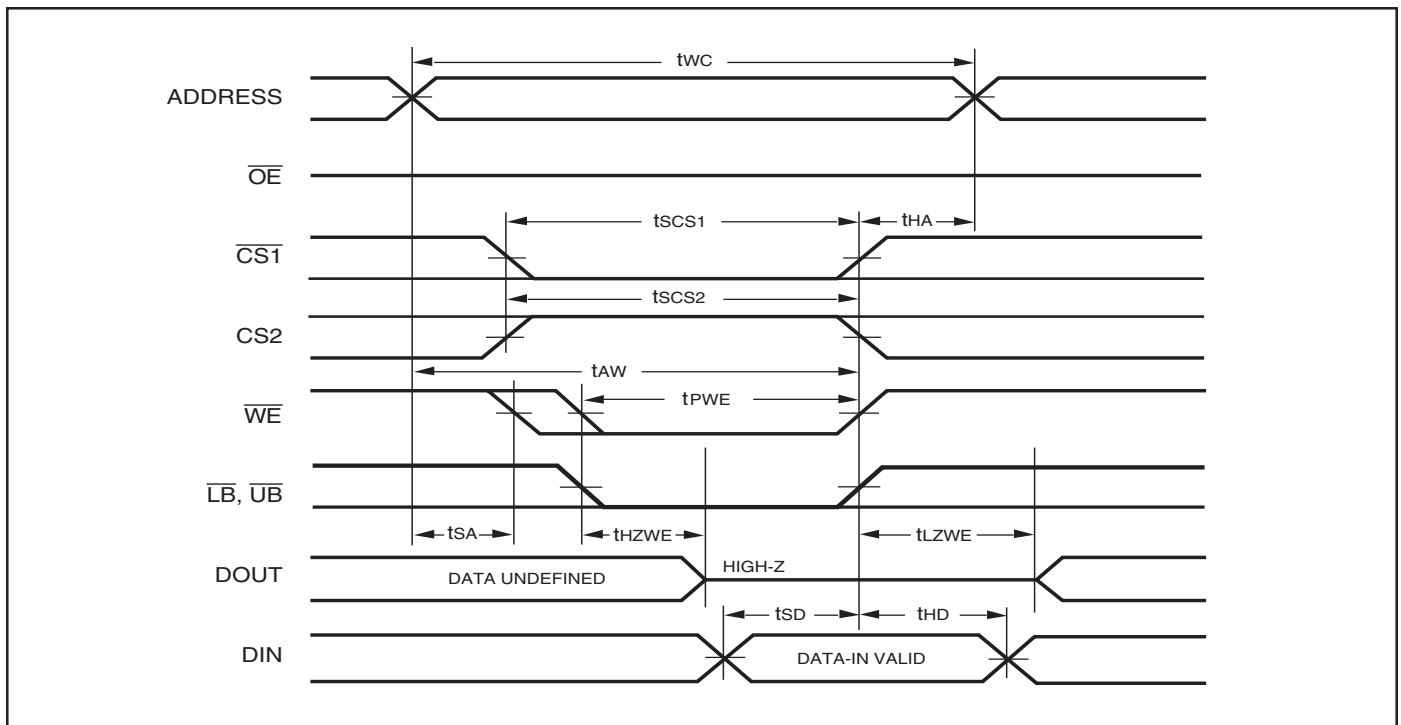 tWC
ADDRESS
OE
tSCS1
tHA
CS1
tSCS2
CS2
tAW
tPWE
WE
LB, UB
tSA
tHZWE
tLZWE
DOUT
DATA UNDEFINED
HIGH-Z
tSD
tHD
DIN
DATA-IN VALID